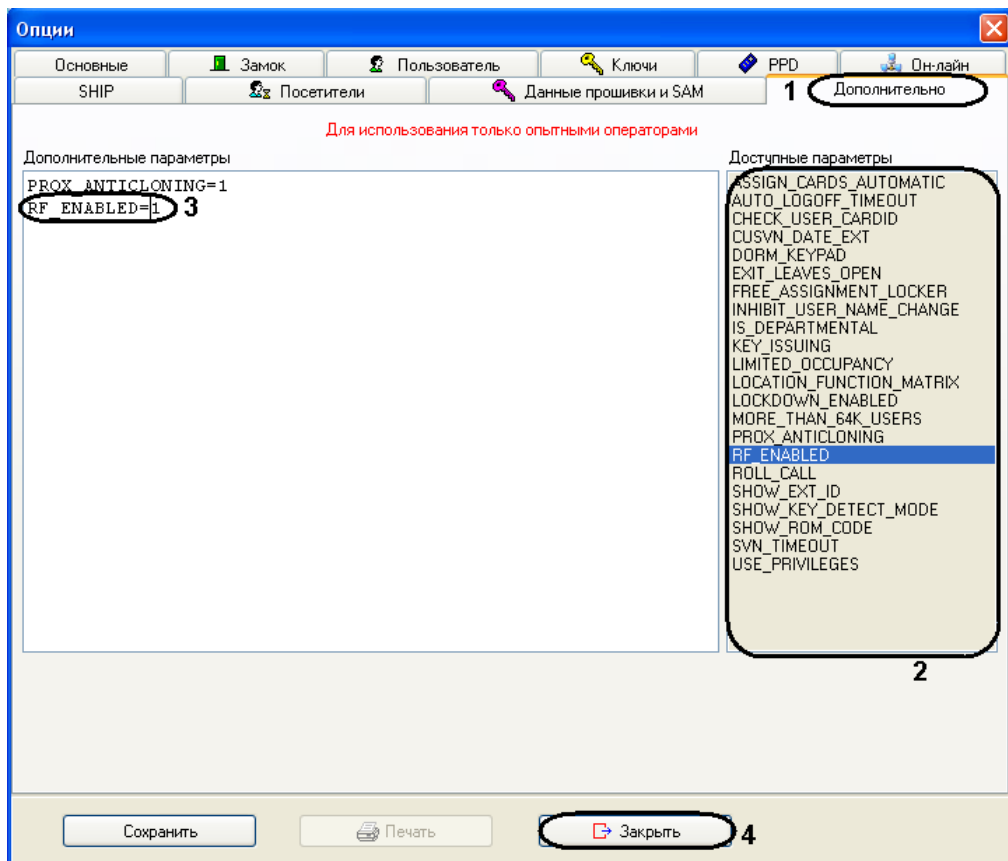 Опции
Основные Замок Пользователь Ключи PPD Он-лайн
SHIP Посетители Данные прошивки и SAM 1 Дополнительно
Для использования только опытными операторами
Дополнительные параметры
PROX_ANTICLONING=1
RF_ENABLED=1 3
Доступные параметры
ASSIGN_CARDS_AUTOMATIC
AUTO_LOGOFF_TIMEOUT
CHECK_USER_CARDID
CUSVN_DATE_EXT
DORM_KEYPAD
EXIT_LEAVES_OPEN
FREE_ASSIGNMENT_LOCKER
INHIBIT_USER_NAME_CHANGE
IS_DEPARTMENTAL
KEY_ISSUING
LIMITED_OCCUPANCY
LOCATION_FUNCTION_MATRIX
LOCKDOWN_ENABLED
MORE_THAN_64K_USERS
PROX_ANTICLONING
RF_ENABLED
ROLL_CALL
SHOW_EXT_ID
SHOW_KEY_DETECT_MODE
SHOW_ROM_CODE
SVN_TIMEOUT
USE_PRIVILEGES
2
Сохранить Печать Закрыть 4